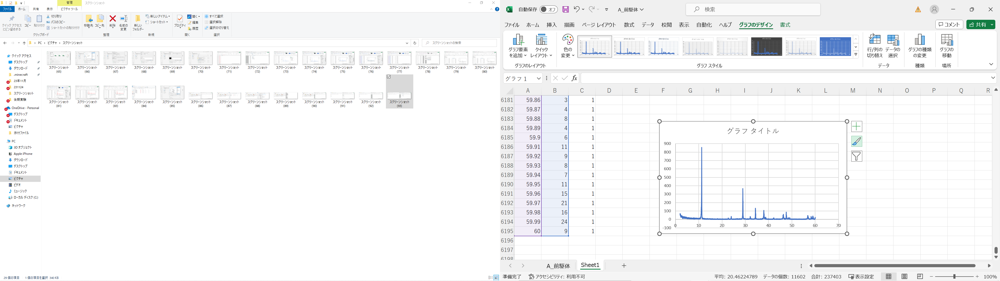 管理
スクリーンショット
ファイル ホーム 共有 表示 ピクチャ ツール
クイック アクセスにピン留めする
コピー
貼り付け
切り取り
パスのコピー
ショートカットの貼り付け
クリップボード
移動先
コピー先
削除
名前の変更
整理
新しいフォルダー
新しいアイテム
ショートカット
新規
プロパティ
開く
編集
履歴
開く
すべて選択
選択解除
選択の切り替え
選択
PC › ピクチャ › スクリーンショット
スクリーンショットの検索
クイック アクセス
デスクトップ
ダウンロード
.minecraft
23年11月
231124
スクリーンショット
後期実験
OneDrive - Personal
デスクトップ
ドキュメント
ピクチャ
添付ファイル
PC
3D オブジェクト
Apple iPhone
ダウンロード
デスクトップ
ドキュメント
ピクチャ
ビデオ
ミュージック
ローカル ディスク (C:)
ネットワーク
スクリーンショット (65)
スクリーンショット (66)
スクリーンショット (67)
スクリーンショット (68)
スクリーンショット (69)
スクリーンショット (70)
スクリーンショット (71)
スクリーンショット (72)
スクリーンショット (73)
スクリーンショット (74)
スクリーンショット (75)
スクリーンショット (76)
スクリーンショット (77)
スクリーンショット (78)
スクリーンショット (79)
スクリーンショット (80)
スクリーンショット (81)
スクリーンショット (82)
スクリーンショット (83)
スクリーンショット (84)
スクリーンショット (85)
スクリーンショット (86)
スクリーンショット (87)
スクリーンショット (88)
スクリーンショット (89)
スクリーンショット (90)
スクリーンショット (91)
スクリーンショット (92)
スクリーンショット (93)
29 個の項目 1 個の項目を選択 340 KB
自動保存 オフ
A_前駆体
検索
ファイル ホーム 挿入 描画 ページ レイアウト 数式 データ 校閲 表示 自動化 ヘルプ グラフのデザイン 書式
コメント
共有
グラフ要素を追加
クイックレイアウト
グラフのレイアウト
色の変更
グラフ スタイル
行/列の切り替え
データの選択
データ
グラフの種類の変更
種類
グラフの移動
場所
グラフ 1
fx
A B C D E F G H I J K L M N O P Q R
6181 59.86 3 1
6182 59.87 4 1
6183 59.88 8 1
6184 59.89 4 1
6185 59.9 6 1
6186 59.91 11 1
6187 59.92 9 1
6188 59.93 8 1
6189 59.94 7 1
6190 59.95 11 1
6191 59.96 15 1
6192 59.97 21 1
6193 59.98 16 1
6194 59.99 24 1
6195 60 9 1
6196
6197
6198
グラフ タイトル
900
800
700
600
500
400
300
200
100
0
-100
0 10 20 30 40 50 60 70
A_前駆体 Sheet1
準備完了 アクセシビリティ: 利用不可
平均: 20.46224789 データの個数: 11602 合計: 237403 表示設定 100%